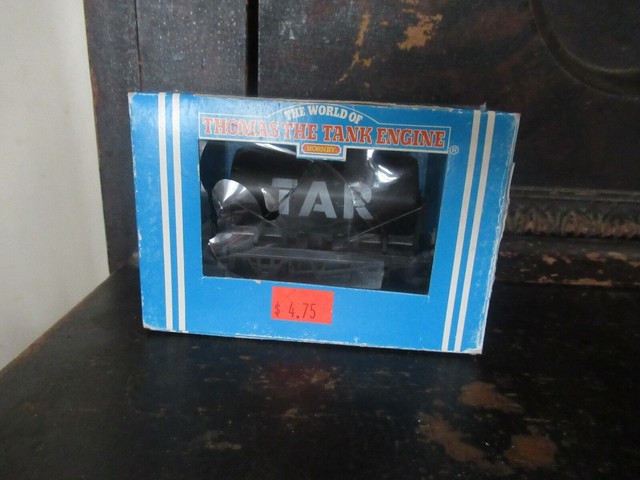 THE WORLD OF
THOMAS THE TANK ENGINE
®
HORNBY
TAR
$4.75